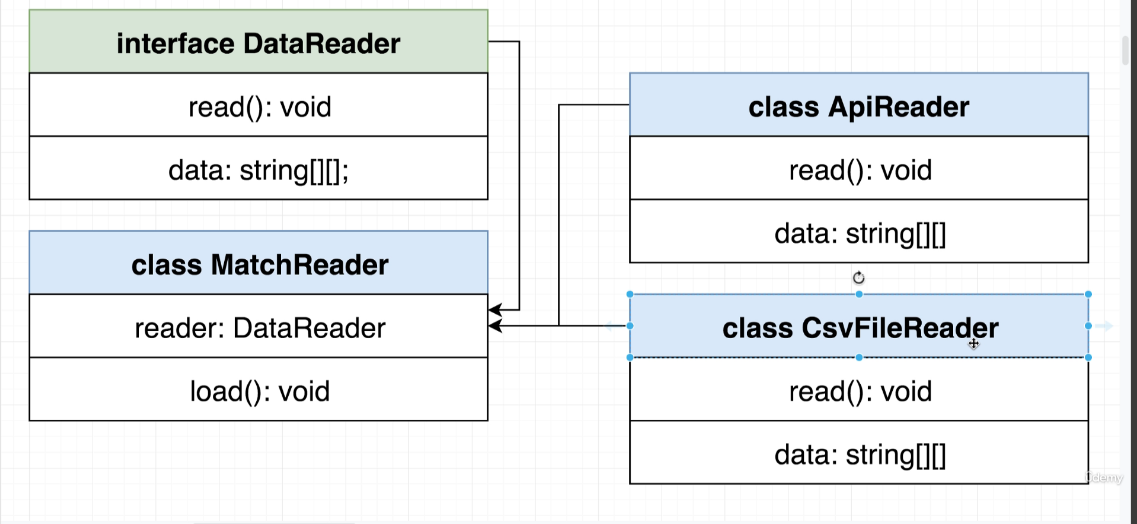 interface DataReader
read(): void
data: string[][];
class MatchReader
reader: DataReader
load(): void
class ApiReader
read(): void
data: string[][]
class CsvFileReader
read(): void
data: string[][]
Udemy